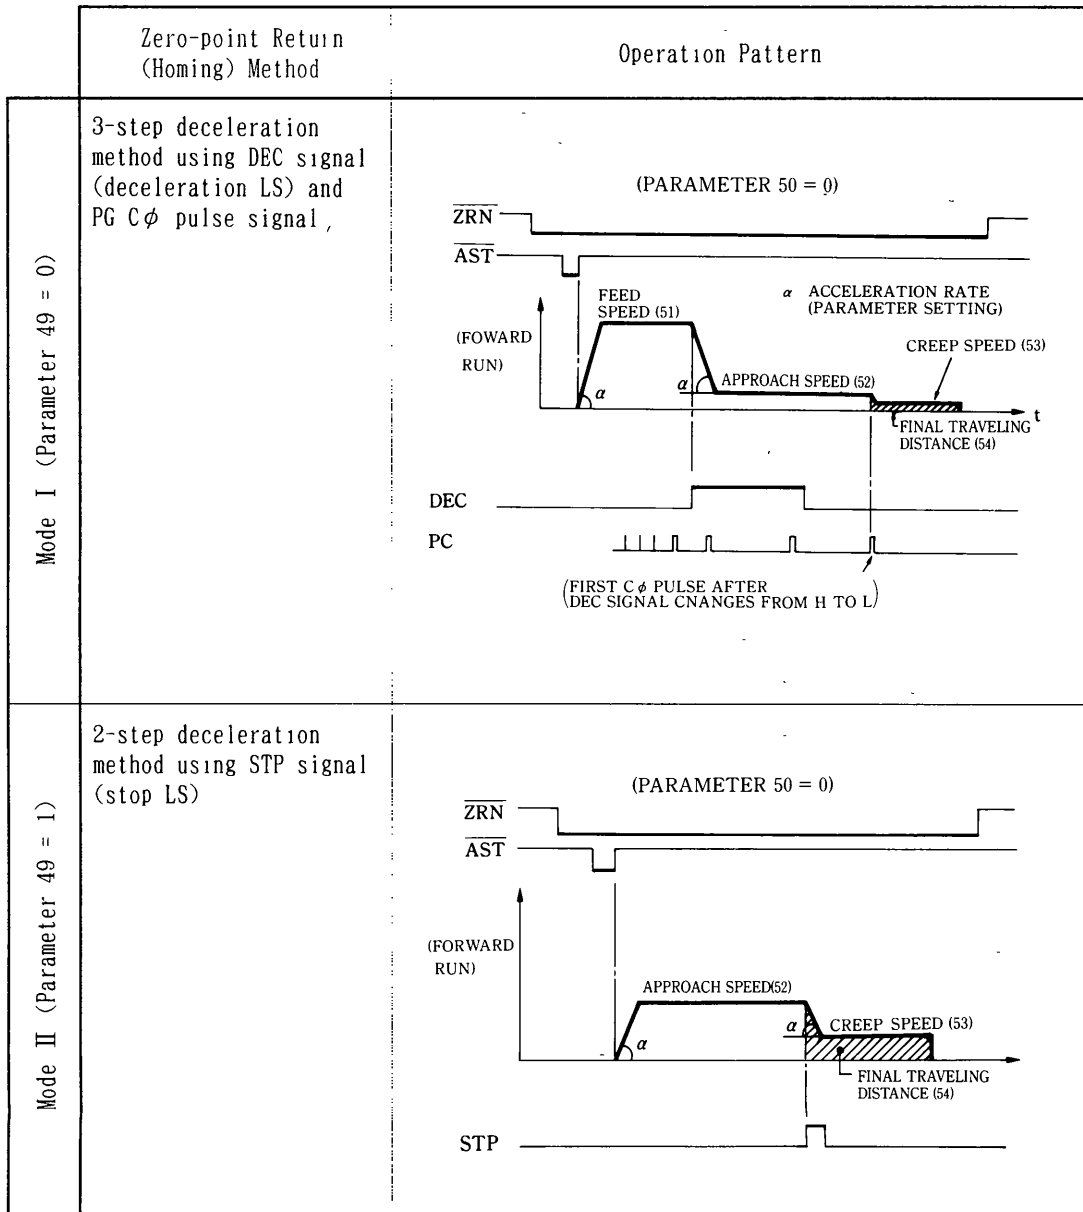 Zero-point Return
(Homing) Method
Operation Pattern
Mode I (Parameter 49 = 0)
3-step deceleration
method using DEC signal
(deceleration LS) and
PG Cφ pulse signal,
(PARAMETER 50 = 0)
ZRN
AST
FEED
SPEED (51)
α ACCELERATION RATE
(PARAMETER SETTING)
(FOWARD
RUN)
CREEP SPEED (53)
α
α
APPROACH SPEED (52)
t
FINAL TRAVELING
DISTANCE (54)
DEC
PC
(FIRST Cφ PULSE AFTER
DEC SIGNAL CNANGES FROM H TO L)
Mode II (Parameter 49 = 1)
2-step deceleration
method using STP signal
(stop LS)
(PARAMETER 50 = 0)
ZRN
AST
(FORWARD
RUN)
APPROACH SPEED(52)
α
α
CREEP SPEED (53)
FINAL TRAVELING
DISTANCE (54)
STP